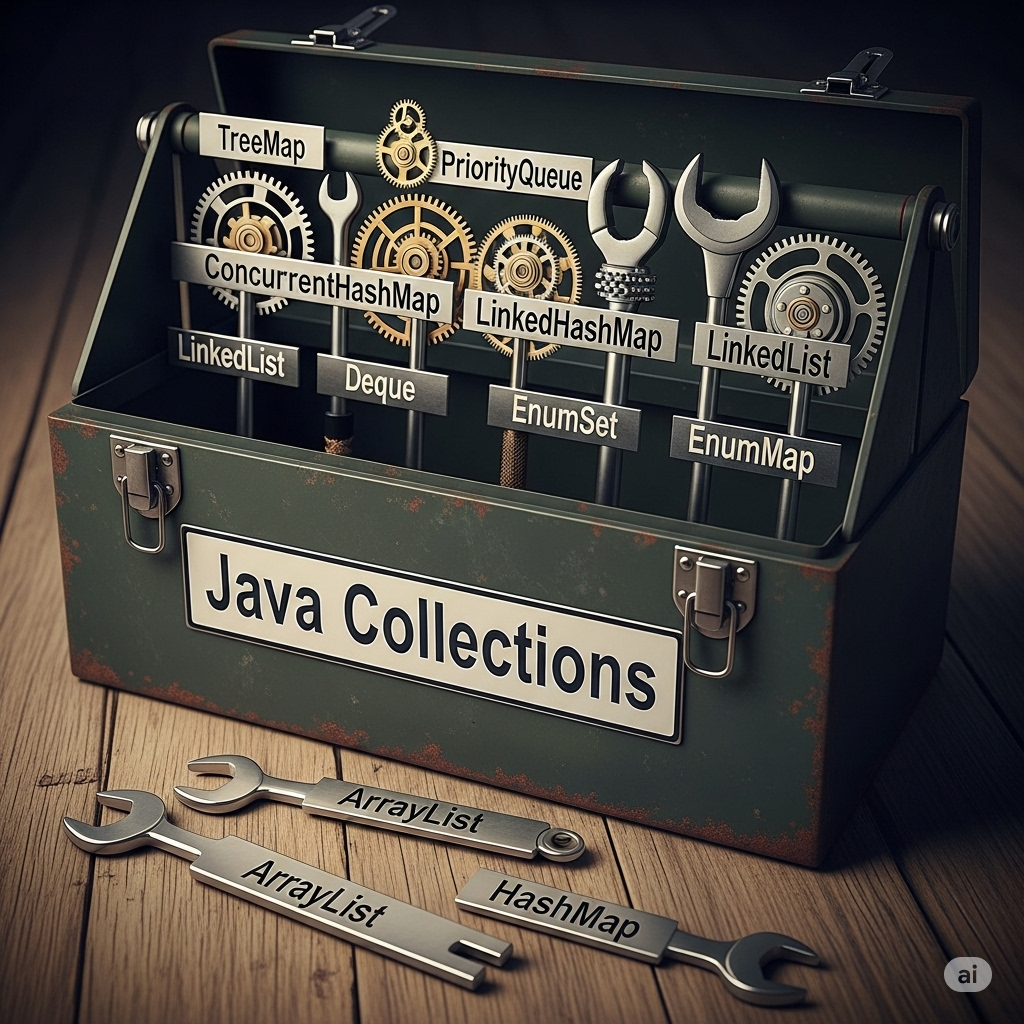 TreeMap
PriorityQueue
ConcurrentHashMap
LinkedHashMap
LinkedList
LinkedList
Deque
EnumSet
EnumMap
Java Collections
ArrayList
ArrayList
HashMap
ai